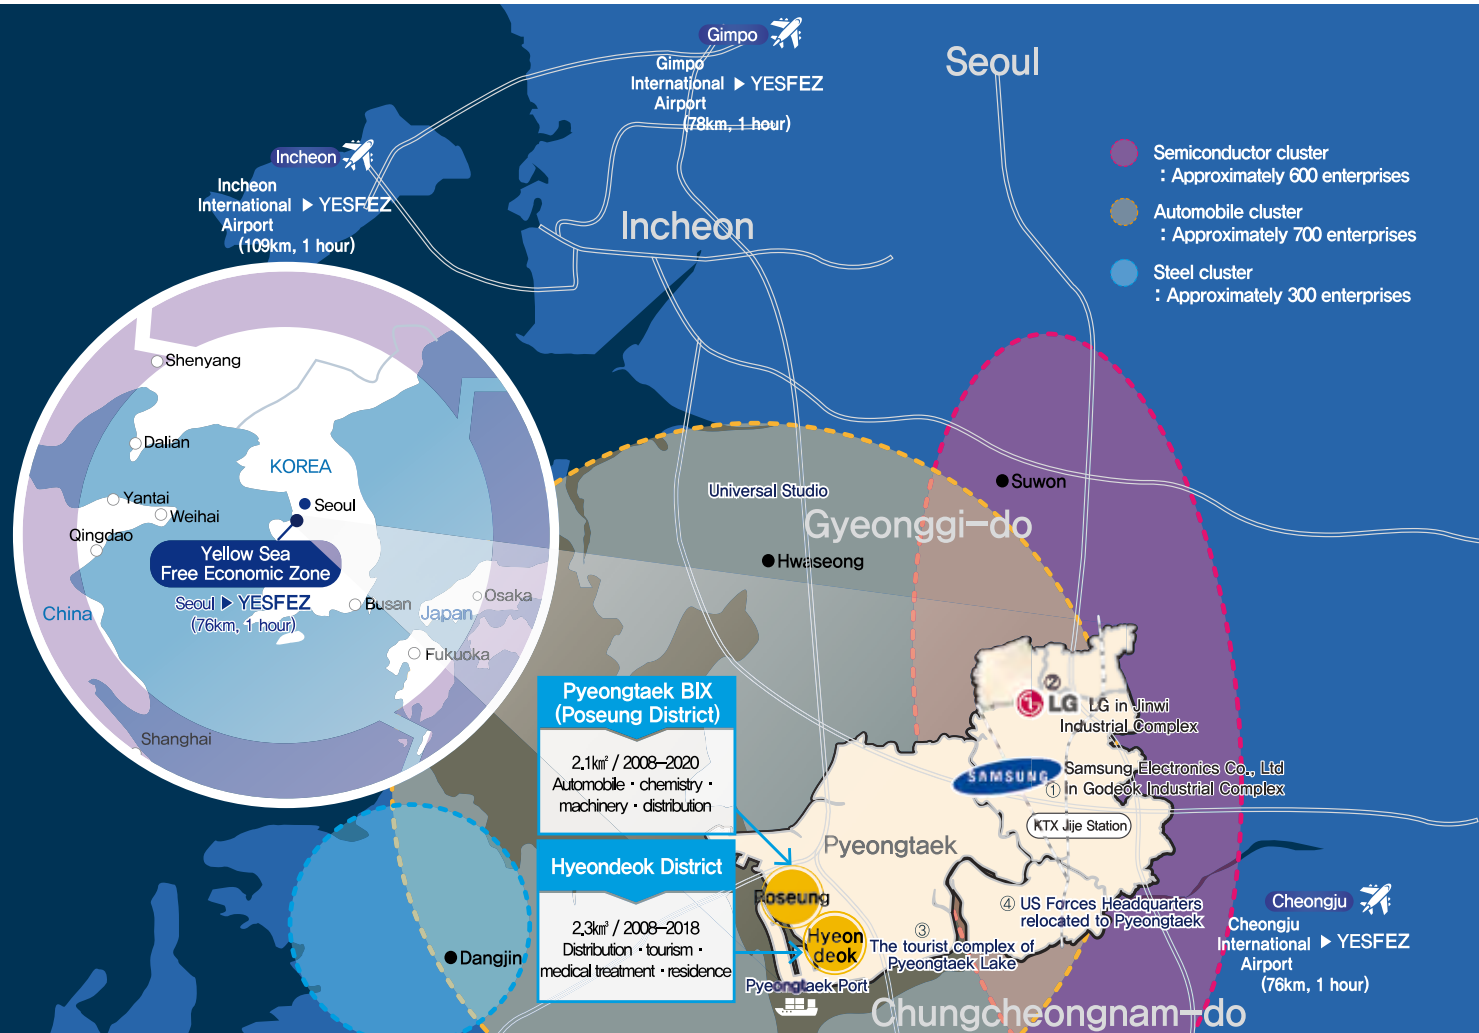 Gimpo
Gimpo
International ▶ YESFEZ
Airport
(78km, 1 hour)
Seoul
Incheon
Incheon
International ▶ YESFEZ
Airport
(109km, 1 hour)
Incheon
Semiconductor cluster
: Approximately 600 enterprises
Automobile cluster
: Approximately 700 enterprises
Steel cluster
: Approximately 300 enterprises
Shenyang
Dalian
KOREA
Yantai
Weihai
Seoul
Qingdao
Yellow Sea
Free Economic Zone
Seoul ▶ YESFEZ
(76km, 1 hour)
China
Busan
Japan
Osaka
Fukuoka
Shanghai
Universal Studio
Suwon
Gyeonggi-do
Hwaseong
Pyeongtaek BIX
(Poseung District)
2.1㎢ / 2008-2020
Automobile · chemistry ·
machinery · distribution
Hyeondeok District
2.3㎢ / 2008-2018
Distribution · tourism ·
medical treatment · residence
②
LG LG in Jinwi
Industrial Complex
SAMSUNG Samsung Electronics Co., Ltd
① In Godeok Industrial Complex
KTX Jije Station
Pyeongtaek
Poseung
Hyeon
deok
③
The tourist complex of
Pyeongtaek Lake
④ US Forces Headquarters
relocated to Pyeongtaek
Pyeongtaek Port
Dangjin
Cheongju
Cheongju
International ▶ YESFEZ
Airport
(76km, 1 hour)
Chungcheongnam-do